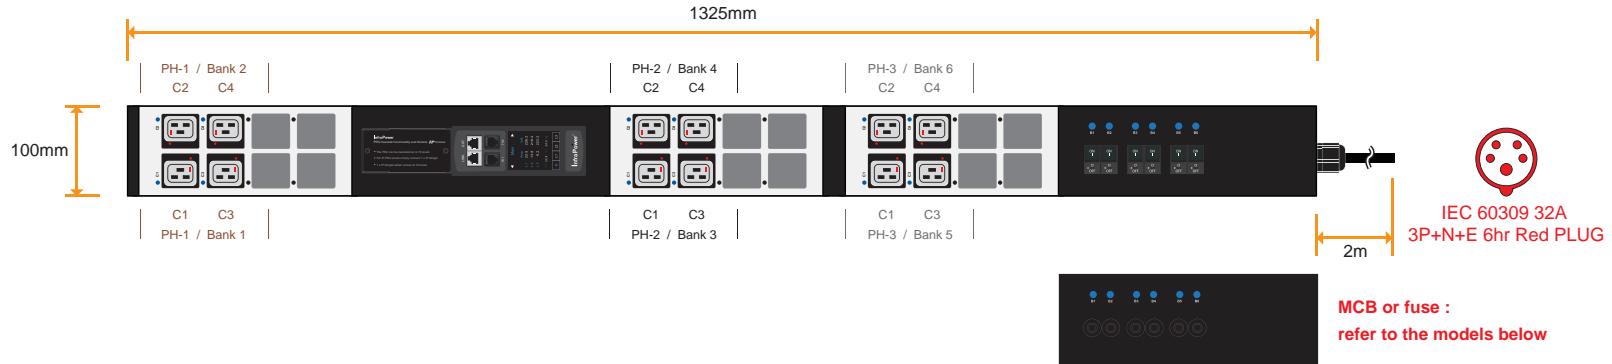 1325mm
PH-1 / Bank 2
C2 C4
PH-2 / Bank 4
C2 C4
PH-3 / Bank 6
C2 C4
100mm
InfraPower
InfraPower
C1 C3
PH-1 / Bank 1
C1 C3
PH-2 / Bank 3
C1 C3
PH-3 / Bank 5
2m
IEC 60309 32A
3P+N+E 6hr Red PLUG
MCB or fuse :
refer to the models below